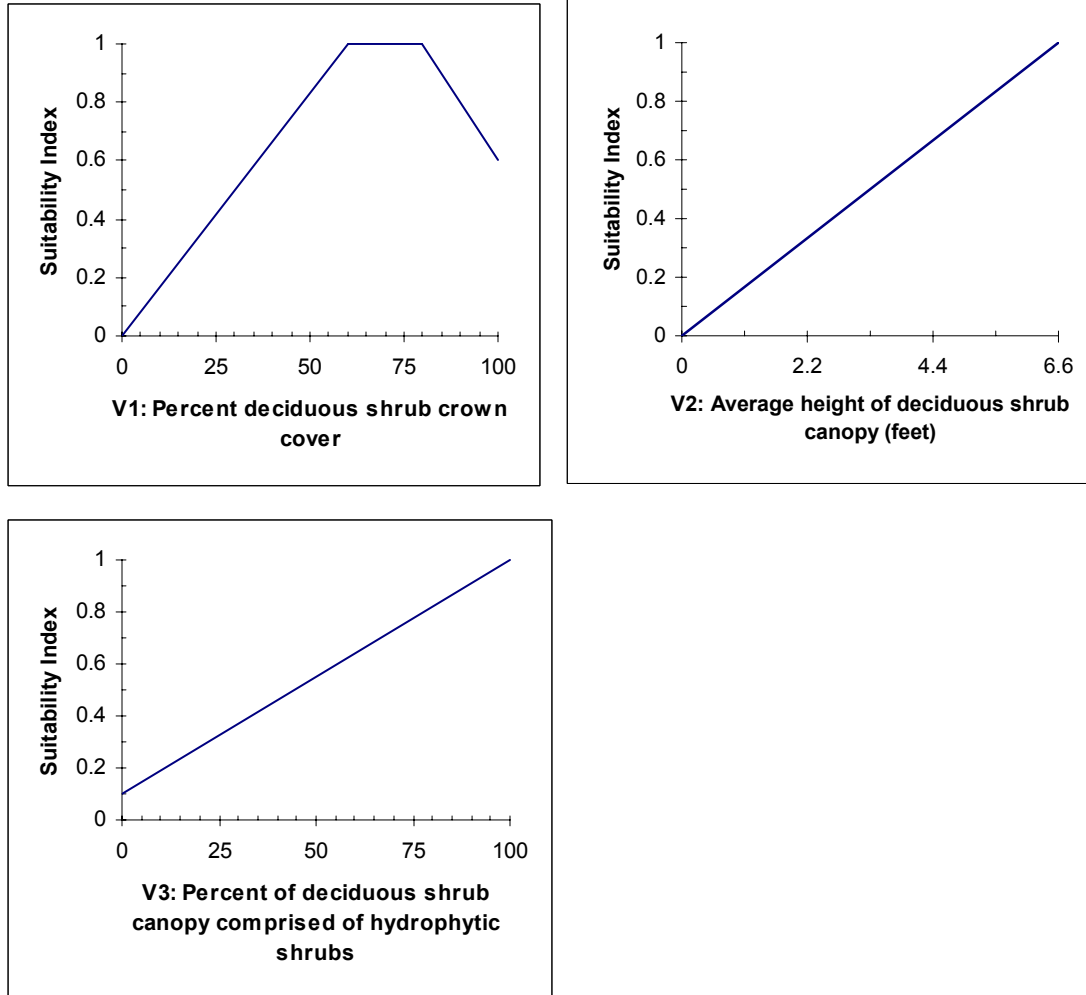 Suitability Index
1
0.8
0.6
0.4
0.2
0
0 25 50 75 100
V1: Percent deciduous shrub crown
cover
Suitability Index
1
0.8
0.6
0.4
0.2
0
0 2.2 4.4 6.6
V2: Average height of deciduous shrub
canopy (feet)
Suitability Index
1
0.8
0.6
0.4
0.2
0
0 25 50 75 100
V3: Percent of deciduous shrub
canopy comprised of hydrophytic
shrubs